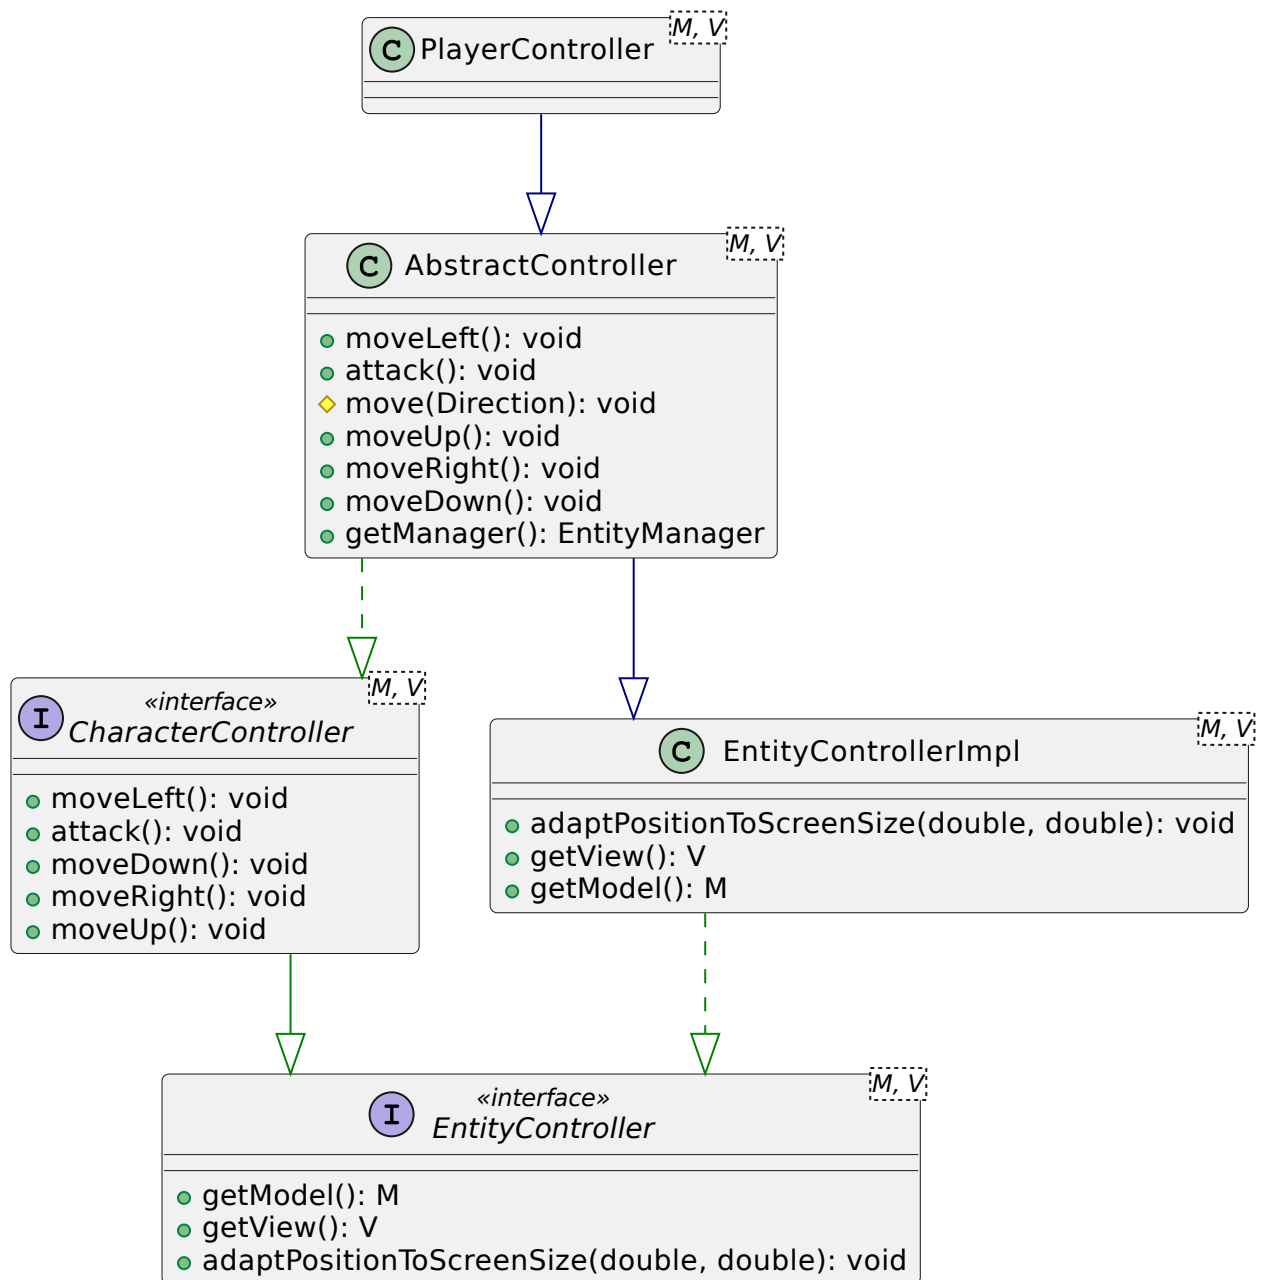 C PlayerController
M, V
C AbstractController
M, V
moveLeft(): void
attack(): void
move(Direction): void
moveUp(): void
moveRight(): void
moveDown(): void
getManager(): EntityManager
«interface»
I CharacterController
M, V
moveLeft(): void
attack(): void
moveDown(): void
moveRight(): void
moveUp(): void
C EntityControllerImpl
M, V
adaptPositionToScreenSize(double, double): void
getView(): V
getModel(): M
«interface»
I EntityController
M, V
getModel(): M
getView(): V
adaptPositionToScreenSize(double, double): void